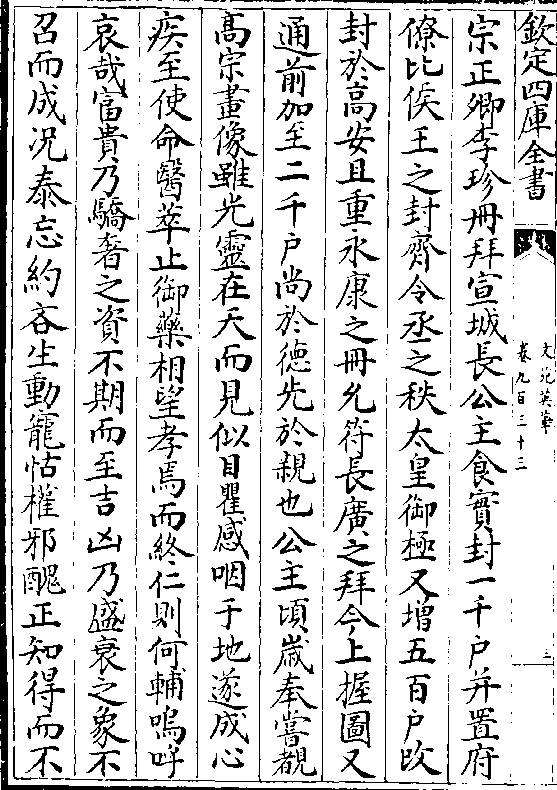 欽定四庫全書
文苑英華
卷九百三十三
三
宗正卿李珍冊拜宣城長公主食實封一千户并置府
僚比侯王之封齊令丞之秩太皇御極又増五百户改
封於高安且重永康之冊允符長廣之拜今上握圖又
通前加至二千户尚於徳先於親也公主頃嵗奉嘗覩
髙宗畫像雖光靈在天而見似目瞿感咽于地遂成心
疾至使命醫萃止御藥相望孝焉而終仁則何輔嗚呼
哀哉富貴乃驕奢之資不期而至吉凶乃盛衰之象不
召而成况泰忘約吝生動寵怙權邪醜正知得而不